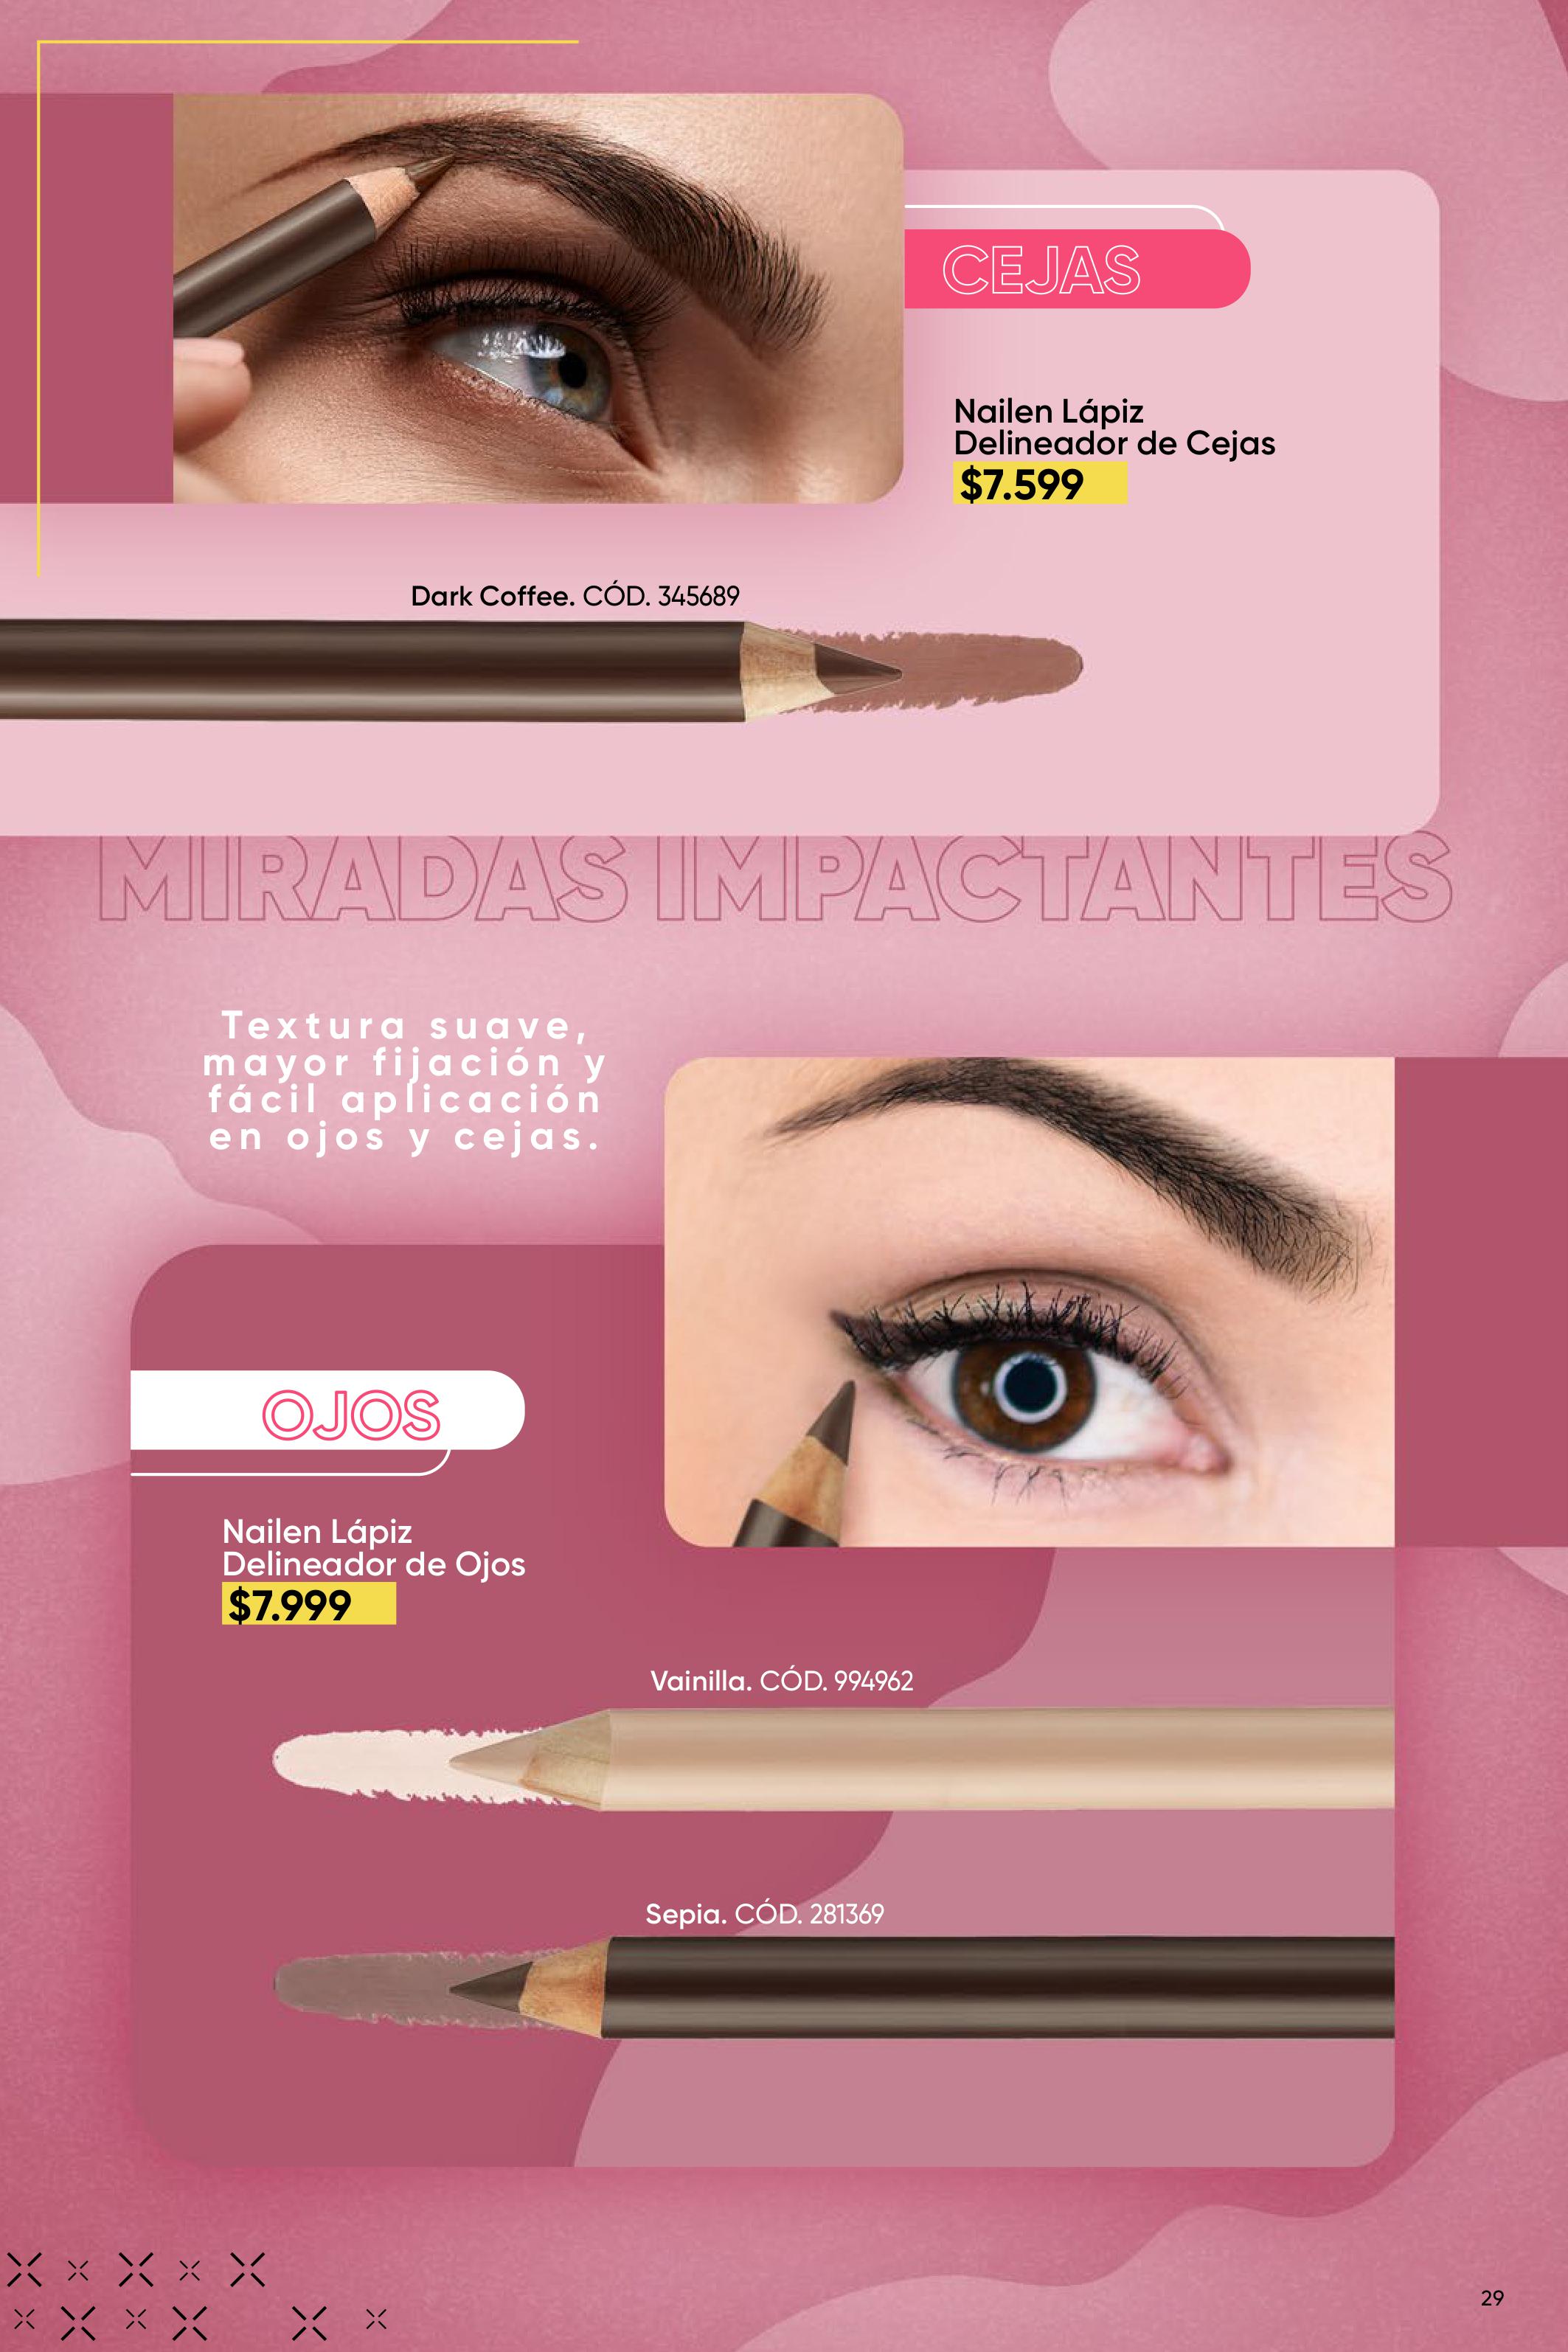 CEJAS
Nailen Lápiz
Delineador de Cejas
$7.599
Dark Coffee. CÓD. 345689
MIRADAS IMPACTANTES
Textura suave,
mayor fijación y
fácil aplicación
en ojos y cejas.
OJOS
Nailen Lápiz
Delineador de Ojos
$7.999
Vainilla. CÓD. 994962
Sepia. CÓD. 281369
29